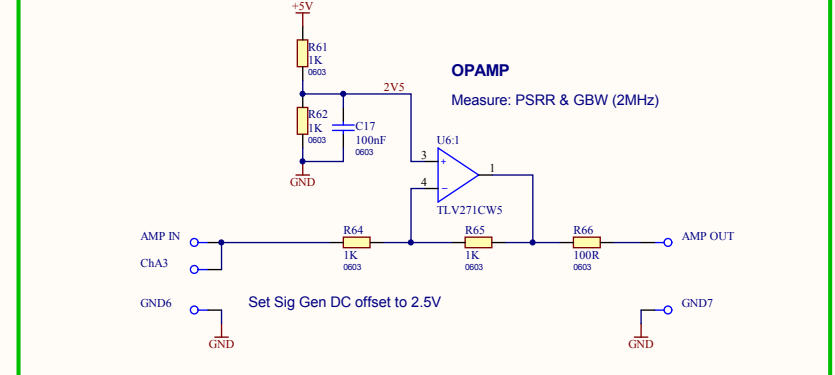 +5V
R61
1K
0603
OPAMP
2V5
Measure: PSRR & GBW (2MHz)
R62
1K
0603
C17
100nF
0603
U6:1
3
+
1
GND
4
-
TLV271CW5
AMP IN
R64
1K
0603
R65
1K
0603
R66
100R
0603
AMP OUT
ChA3
GND6
Set Sig Gen DC offset to 2.5V
GND7
GND
GND